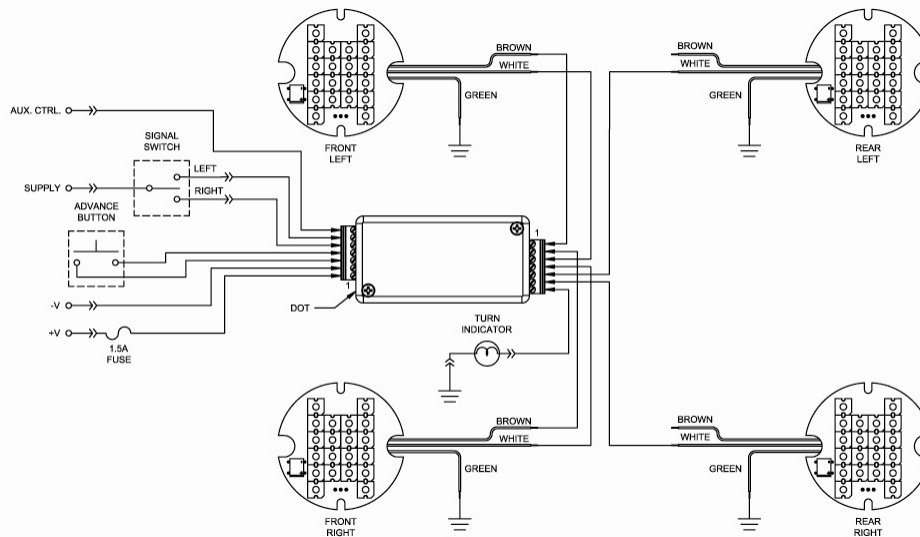 BROWN
WHITE
GREEN
FRONT
LEFT
BROWN
WHITE
GREEN
REAR
LEFT
AUX. CTRL.
SIGNAL
SWITCH
LEFT
SUPPLY
RIGHT
ADVANCE
BUTTON
1
1
DOT
-V
+V
1.5A
FUSE
TURN
INDICATOR
BROWN
WHITE
GREEN
FRONT
RIGHT
BROWN
WHITE
GREEN
REAR
RIGHT